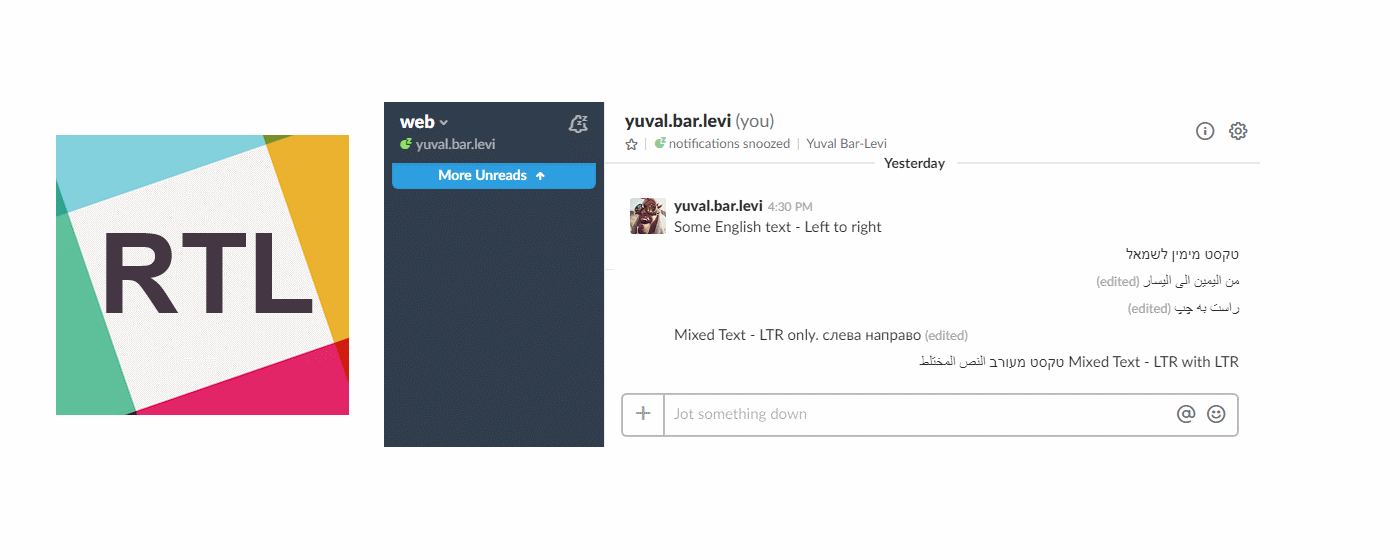 RTL
web
yuval.bar.levi
More Unreads
yuval.bar.levi (you)
notifications snoozed | Yuval Bar-Levi
Yesterday
yuval.bar.levi 4:30 PM
Some English text - Left to right
טקסט מימין לשמאל
من اليمين الى اليسار (edited)
راست به چپ (edited)
Mixed Text - LTR only. слева направо (edited)
Mixed Text - LTR with LTR טקסט מעורב النص المختلط
Jot something down